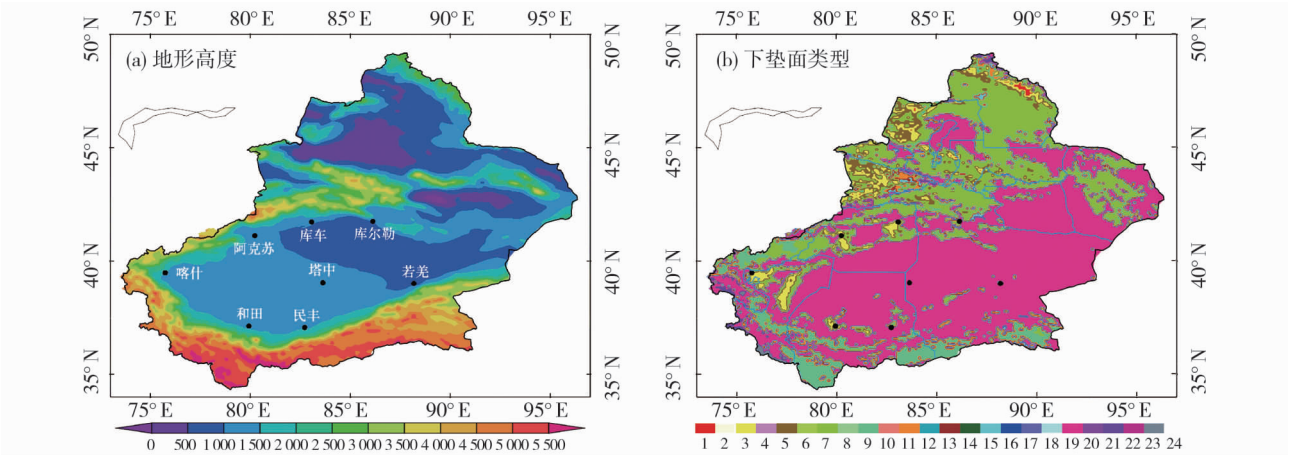 75° E 80° E 85° E 90° E 95° E
50° N
45° N
40° N
35° N
(a) 地形高度
阿克苏
库车
库尔勒
喀什
塔中
若羌
和田
民丰
50° N
45° N
40° N
35° N
75° E 80° E 85° E 90° E 95° E
0 500 1 000 1 500 2 000 2 500 3 000 3 500 4 000 4 500 5 000 5 500
75° E 80° E 85° E 90° E 95° E
50° N
45° N
40° N
35° N
(b) 下垫面类型
50° N
45° N
40° N
35° N
75° E 80° E 85° E 90° E 95° E
1 2 3 4 5 6 7 8 9 10 11 12 13 14 15 16 17 18 19 20 21 22 23 24